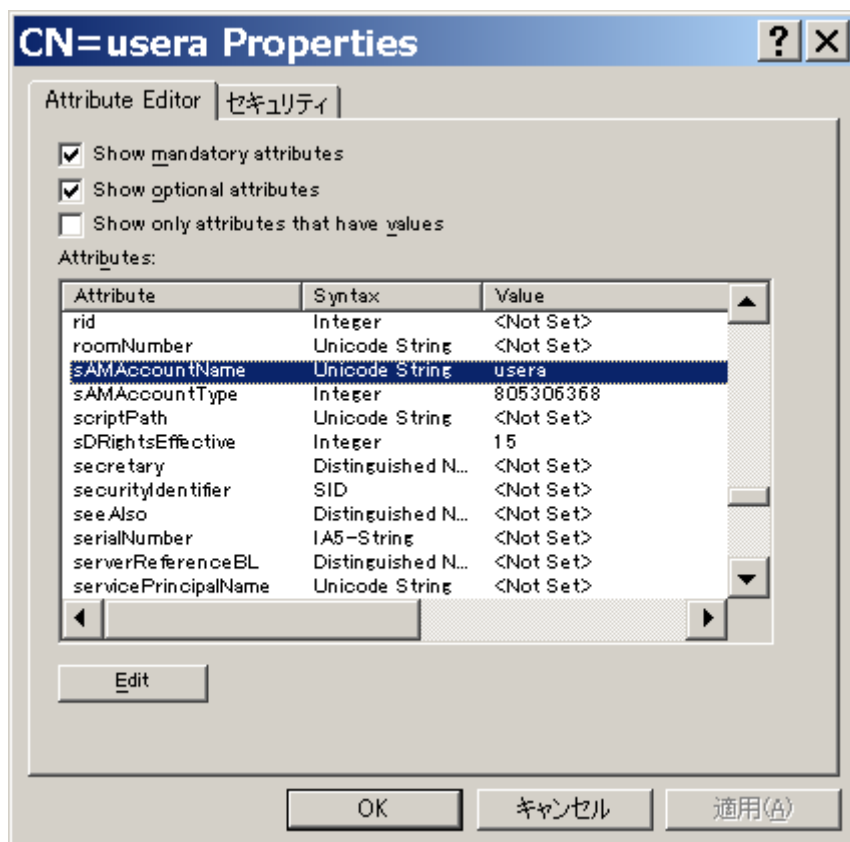 CN=usera Properties
Attribute Editor セキュリティ
Show mandatory attributes
Show optional attributes
Show only attributes that have values
Attributes:
Attribute Syntax Value
rid Integer <Not Set>
roomNumber Unicode String <Not Set>
sAMAccountName Unicode String usera
sAMAccountType Integer 805306368
scriptPath Unicode String <Not Set>
sDRightsEffective Integer 15
secretary Distinguished N... <Not Set>
securityIdentifier SID <Not Set>
seeAlso Distinguished N... <Not Set>
serialNumber IA5-String <Not Set>
serverReferenceBL Distinguished N... <Not Set>
servicePrincipalName Unicode String <Not Set>
Edit
OK キャンセル 適用(A)